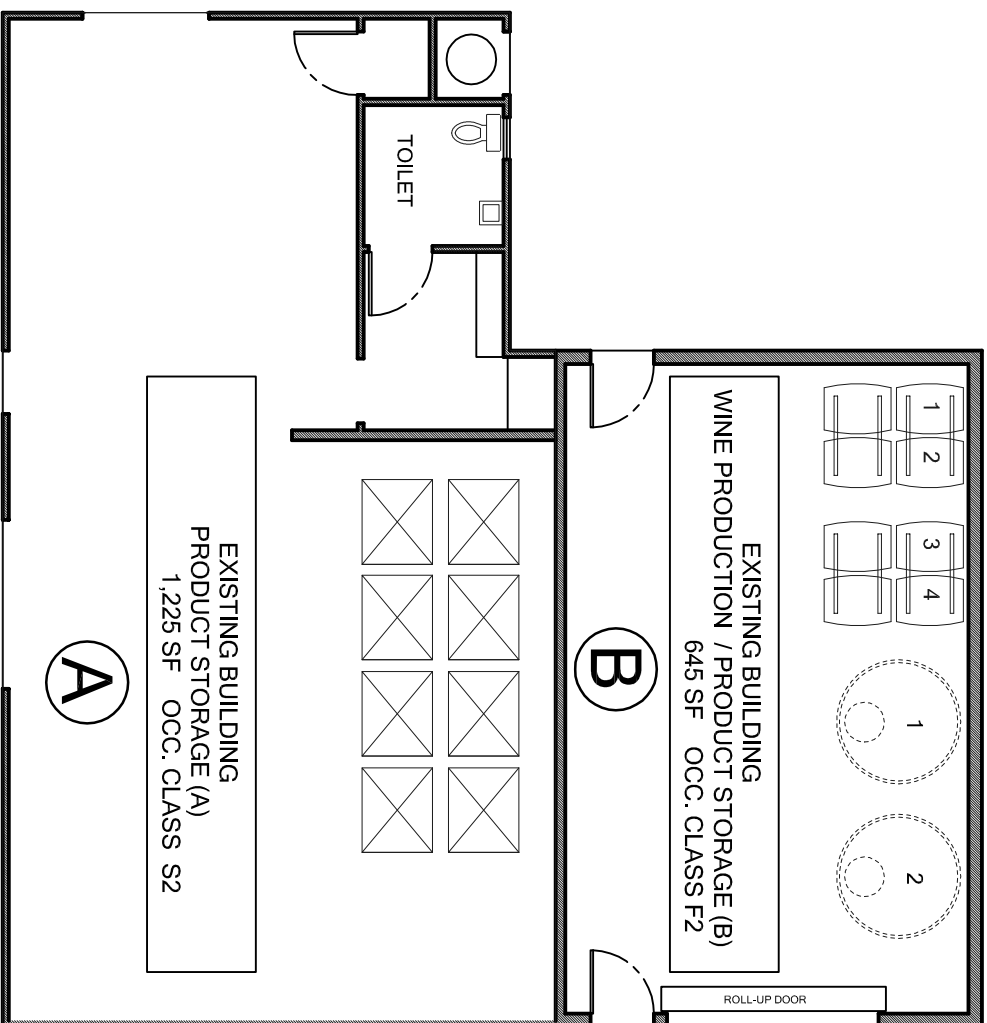 TOILET
EXISTING BUILDING
PRODUCT STORAGE (A)
1,225 SF OCC. CLASS S2
A
EXISTING BUILDING
WINE PRODUCTION / PRODUCT STORAGE (B)
645 SF OCC. CLASS F2
B
1
2
3
4
1
2
ROLL-UP DOOR